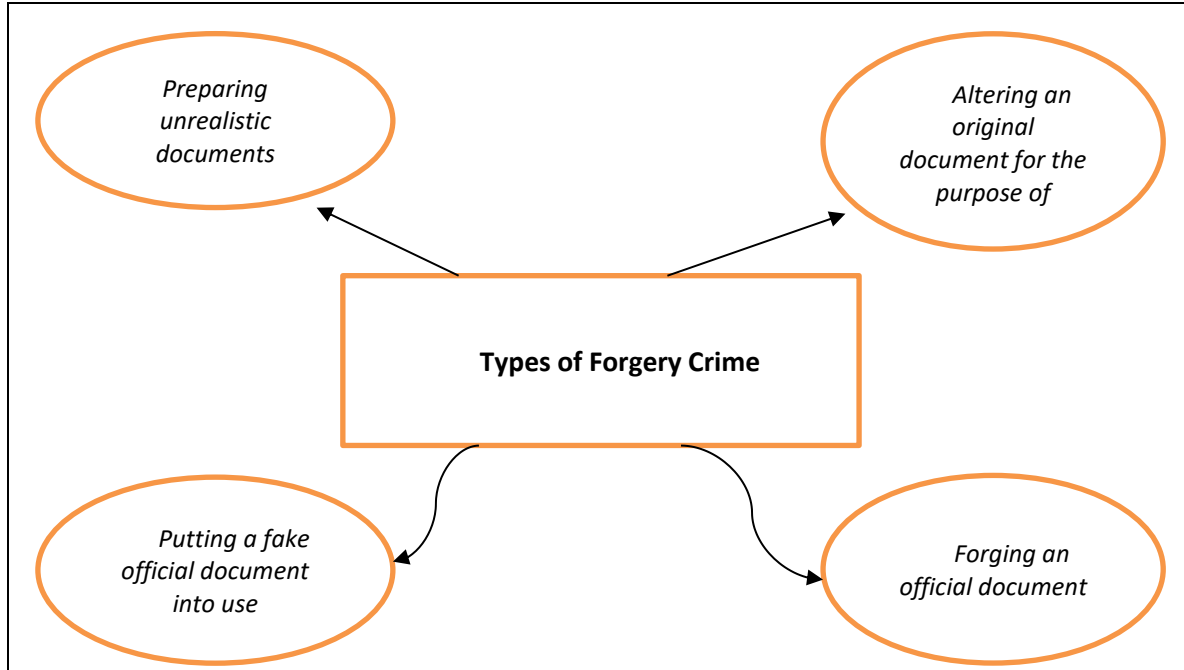 Preparing
unrealistic
documents
Altering an
original
document for the
purpose of
Types of Forgery Crime
Putting a fake
official document
into use
Forging an
official document